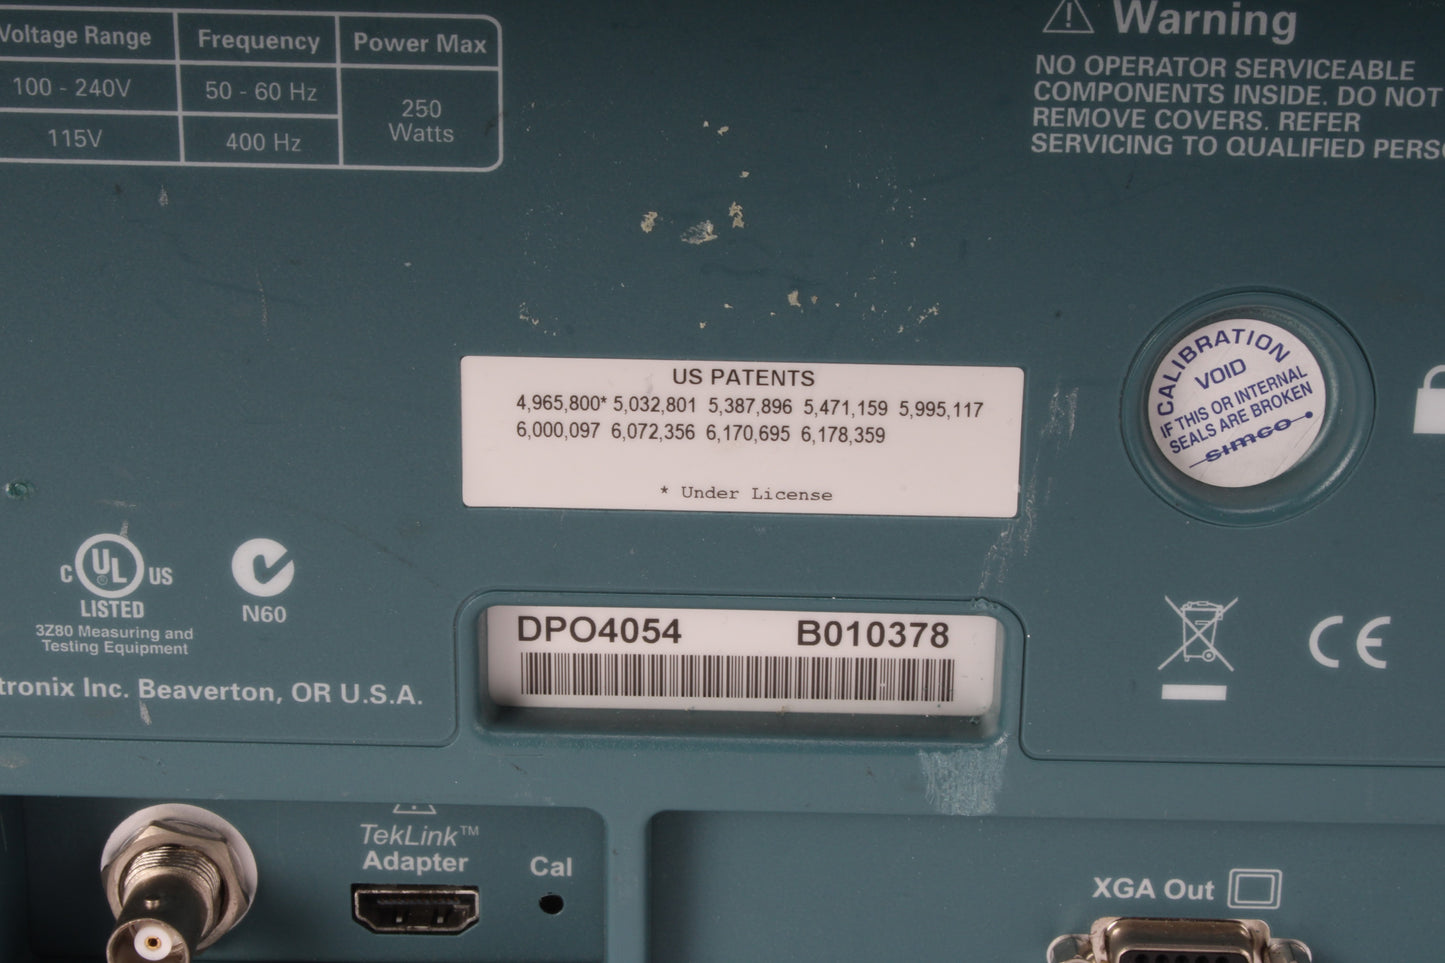 Voltage Range Frequency Power Max
100 - 240V 50 - 60 Hz 250 Watts
115V 400 Hz
Warning
NO OPERATOR SERVICEABLE
COMPONENTS INSIDE. DO NOT
REMOVE COVERS. REFER
SERVICING TO QUALIFIED PERSO
US PATENTS
4,965,800* 5,032,801 5,387,896 5,471,159 5,995,117
6,000,097 6,072,356 6,170,695 6,178,359
* Under License
CALIBRATION
VOID
IF THIS OR INTERNAL
SEALS ARE BROKEN
SIMCO
C UL ® US
LISTED
3Z80 Measuring and
Testing Equipment
N60
tronix Inc. Beaverton, OR U.S.A.
DPO4054 B010378
CE
TekLink™
Adapter
Cal
XGA Out